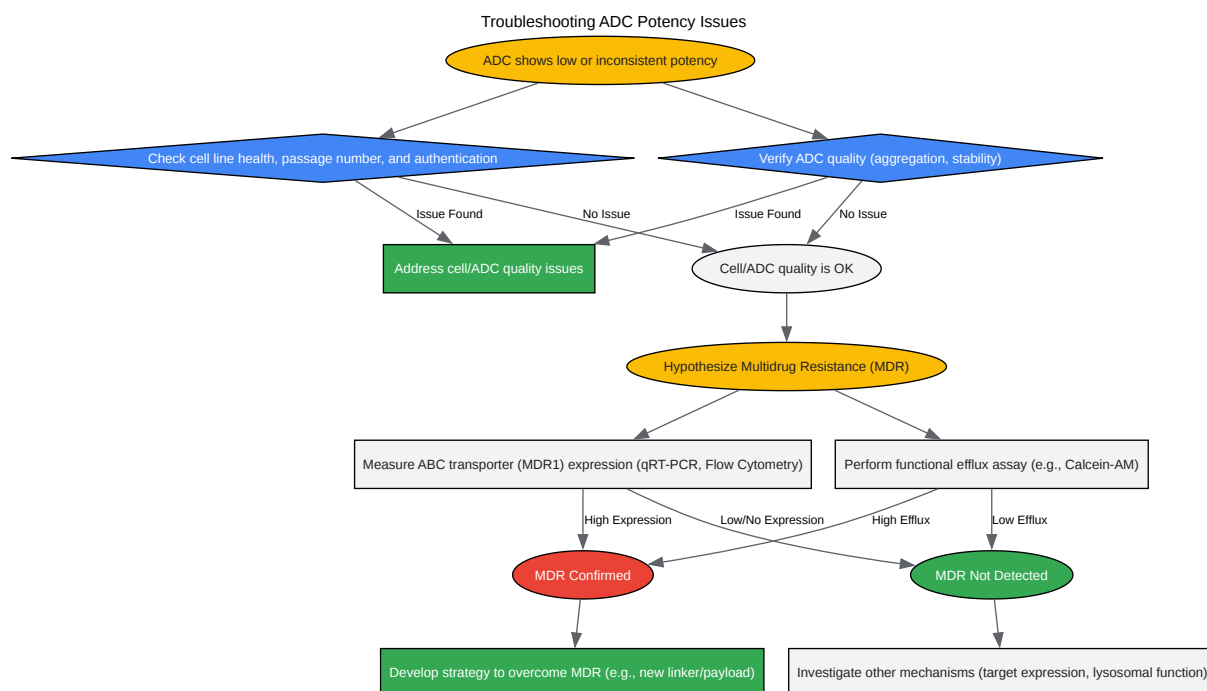 Troubleshooting ADC Potency Issues
ADC shows low or inconsistent potency
Check cell line health, passage number, and authentication
Verify ADC quality (aggregation, stability)
Issue Found
No Issue
Issue Found
No Issue
Address cell/ADC quality issues
Cell/ADC quality is OK
Hypothesize Multidrug Resistance (MDR)
Measure ABC transporter (MDR1) expression (qRT-PCR, Flow Cytometry)
Perform functional efflux assay (e.g., Calcein-AM)
High Expression
Low/No Expression
High Efflux
Low Efflux
MDR Confirmed
MDR Not Detected
Develop strategy to overcome MDR (e.g., new linker/payload)
Investigate other mechanisms (target expression, lysosomal function)